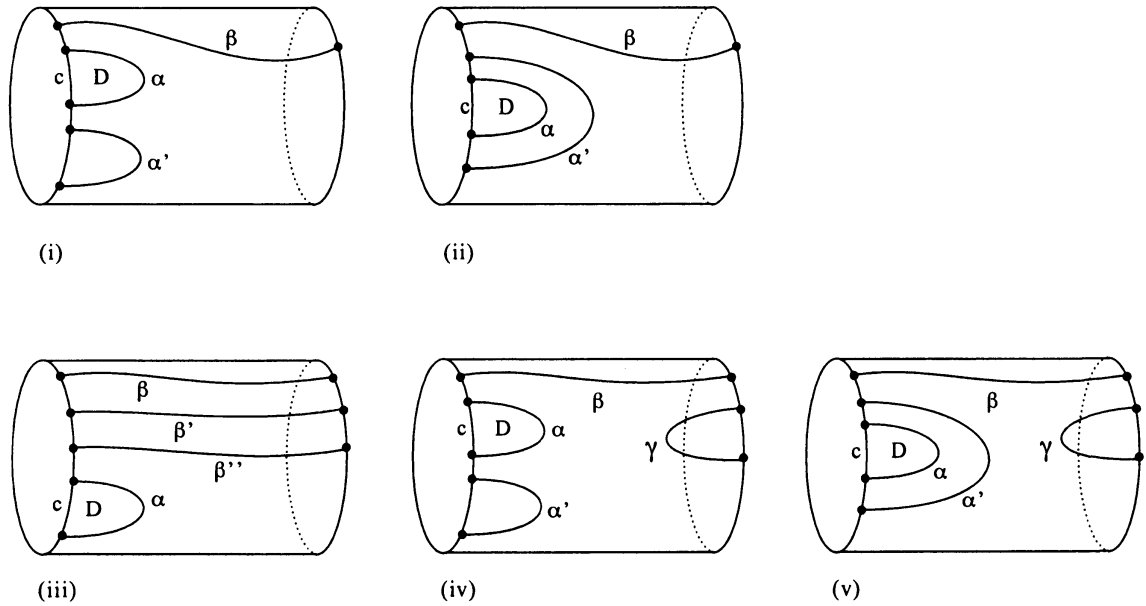 β β
c D α c D α
α' α'
(i) (ii)
β β β
β' c D α γ c D α γ
β''
c D α α' α'
(iii) (iv) (v)